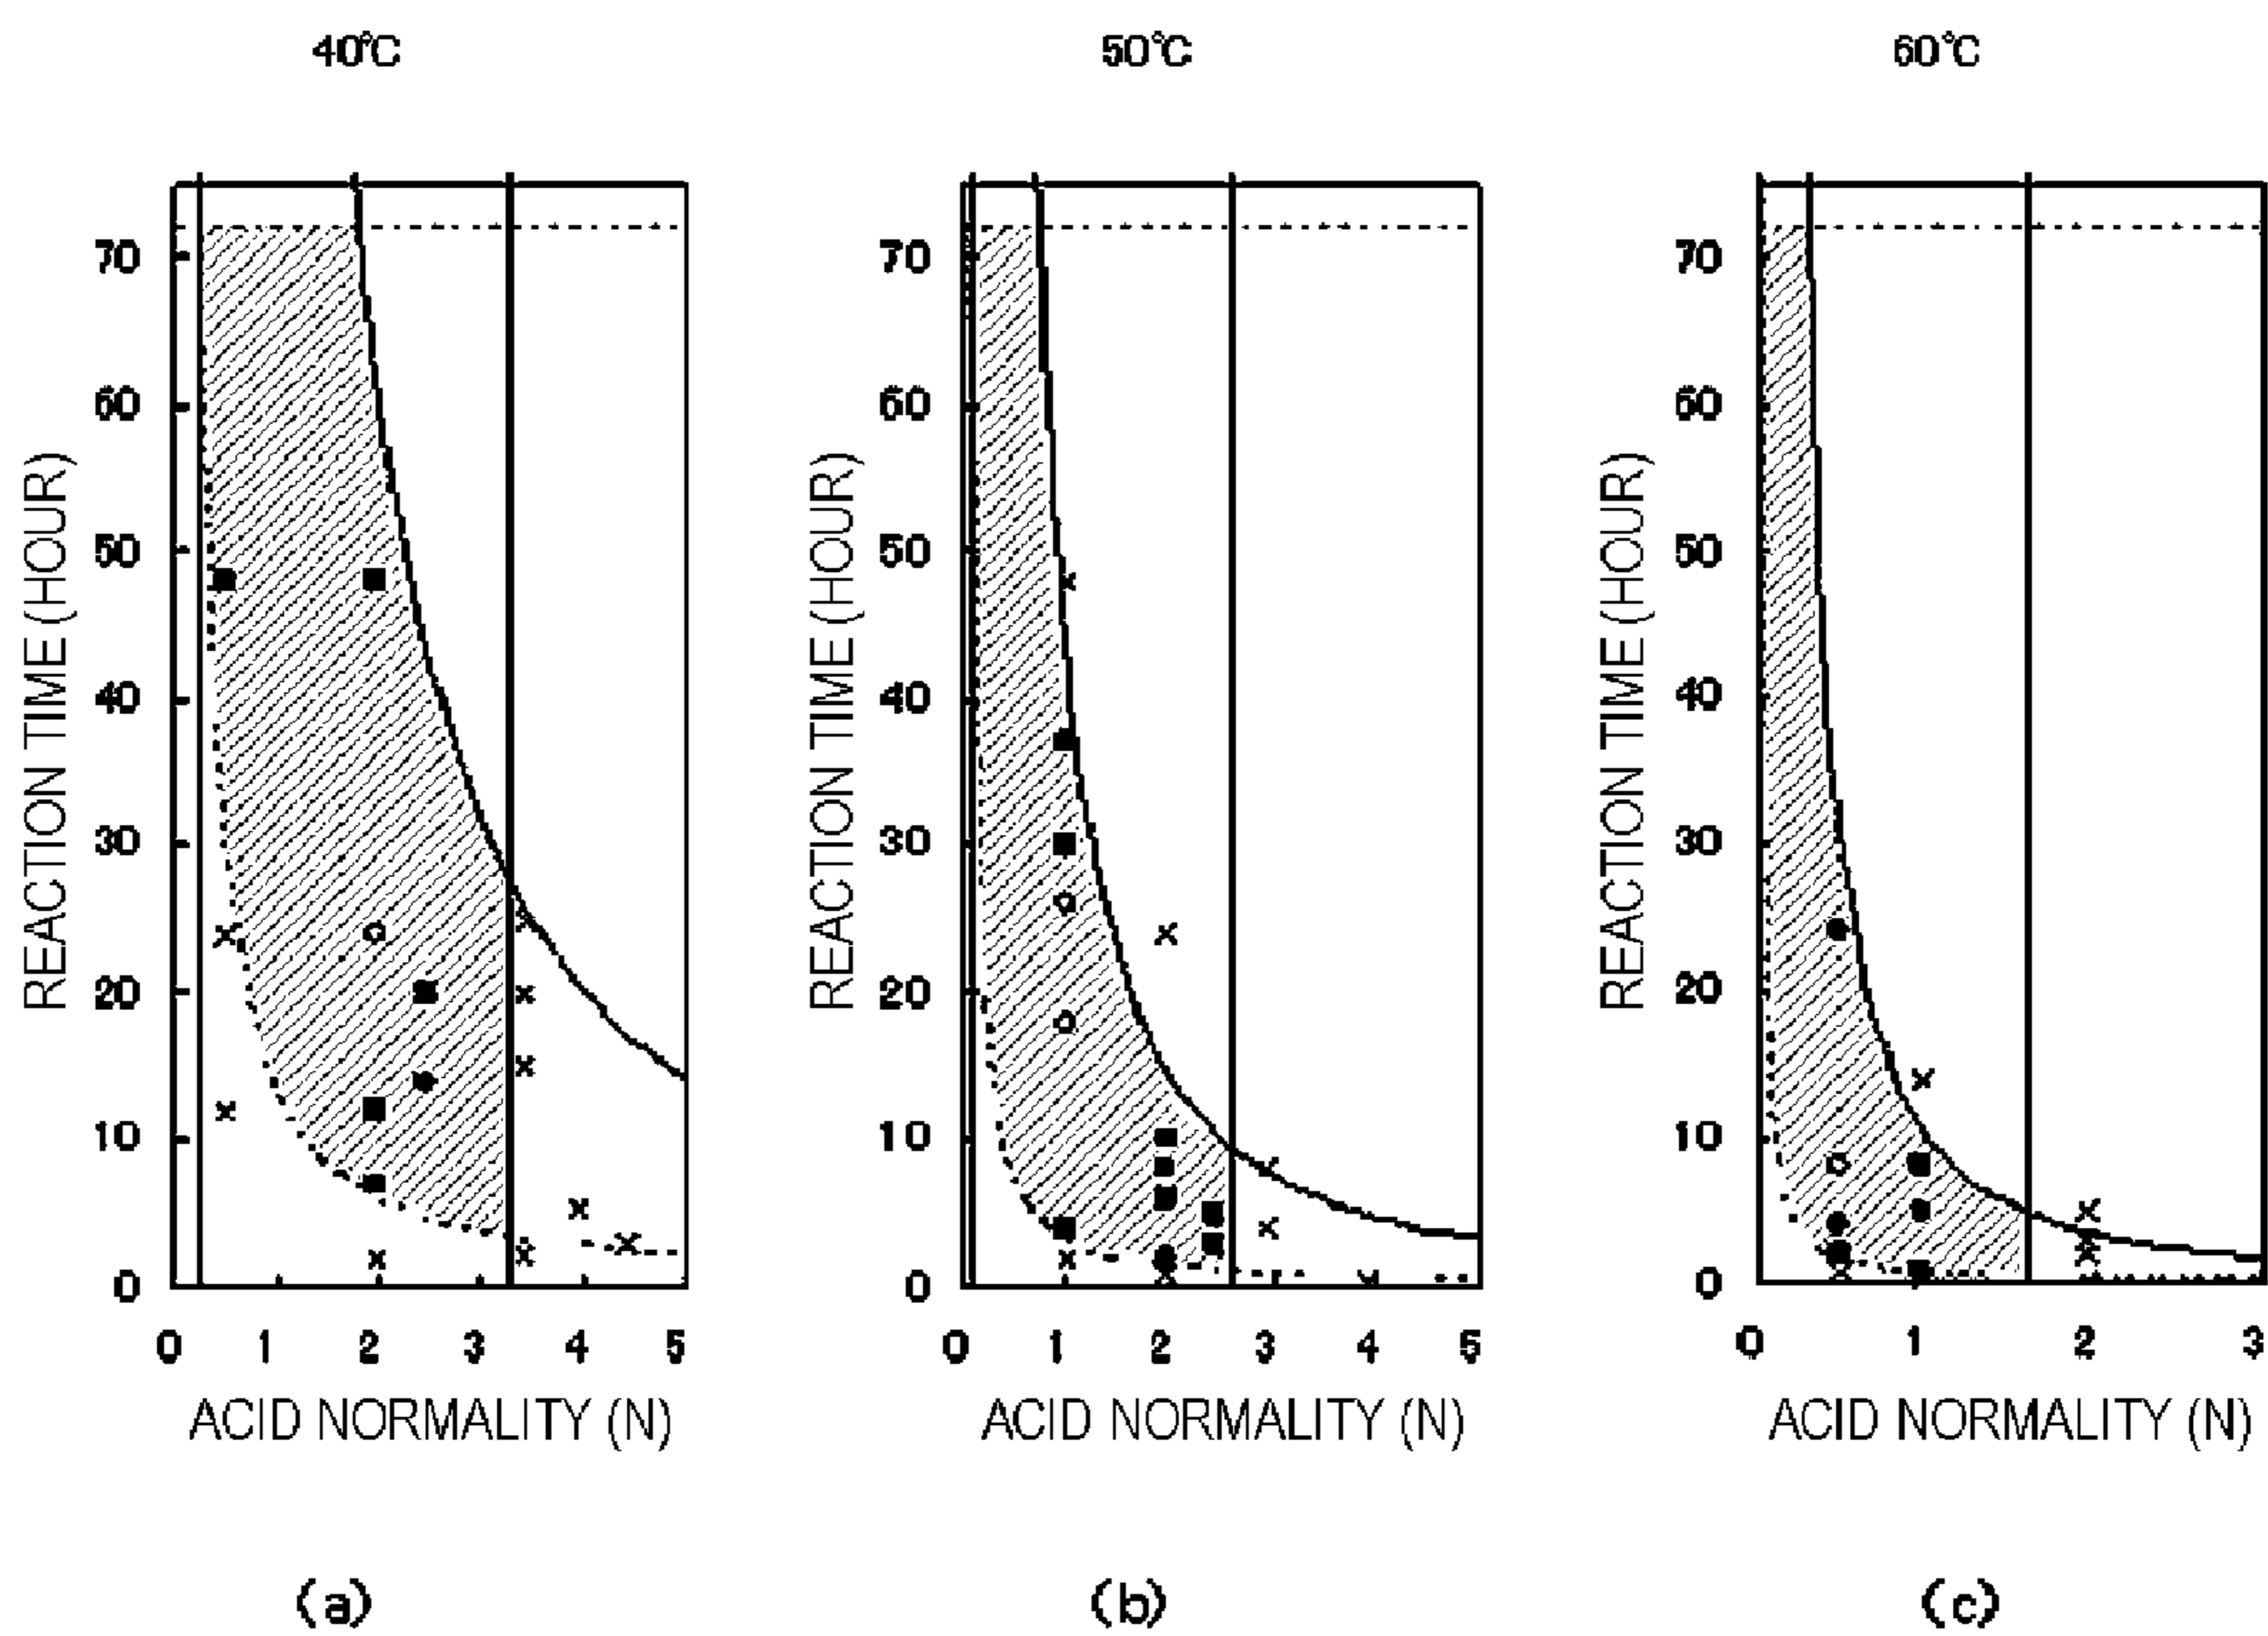 40℃
50℃
60℃
REACTION TIME (HOUR)
70
60
50
40
30
20
10
0
0 1 2 3 4 5
ACID NORMALITY (N)
(a)
REACTION TIME (HOUR)
70
60
50
40
30
20
10
0
0 1 2 3 4 5
ACID NORMALITY (N)
(b)
REACTION TIME (HOUR)
70
60
50
40
30
20
10
0
0 1 2 3
ACID NORMALITY (N)
(c)